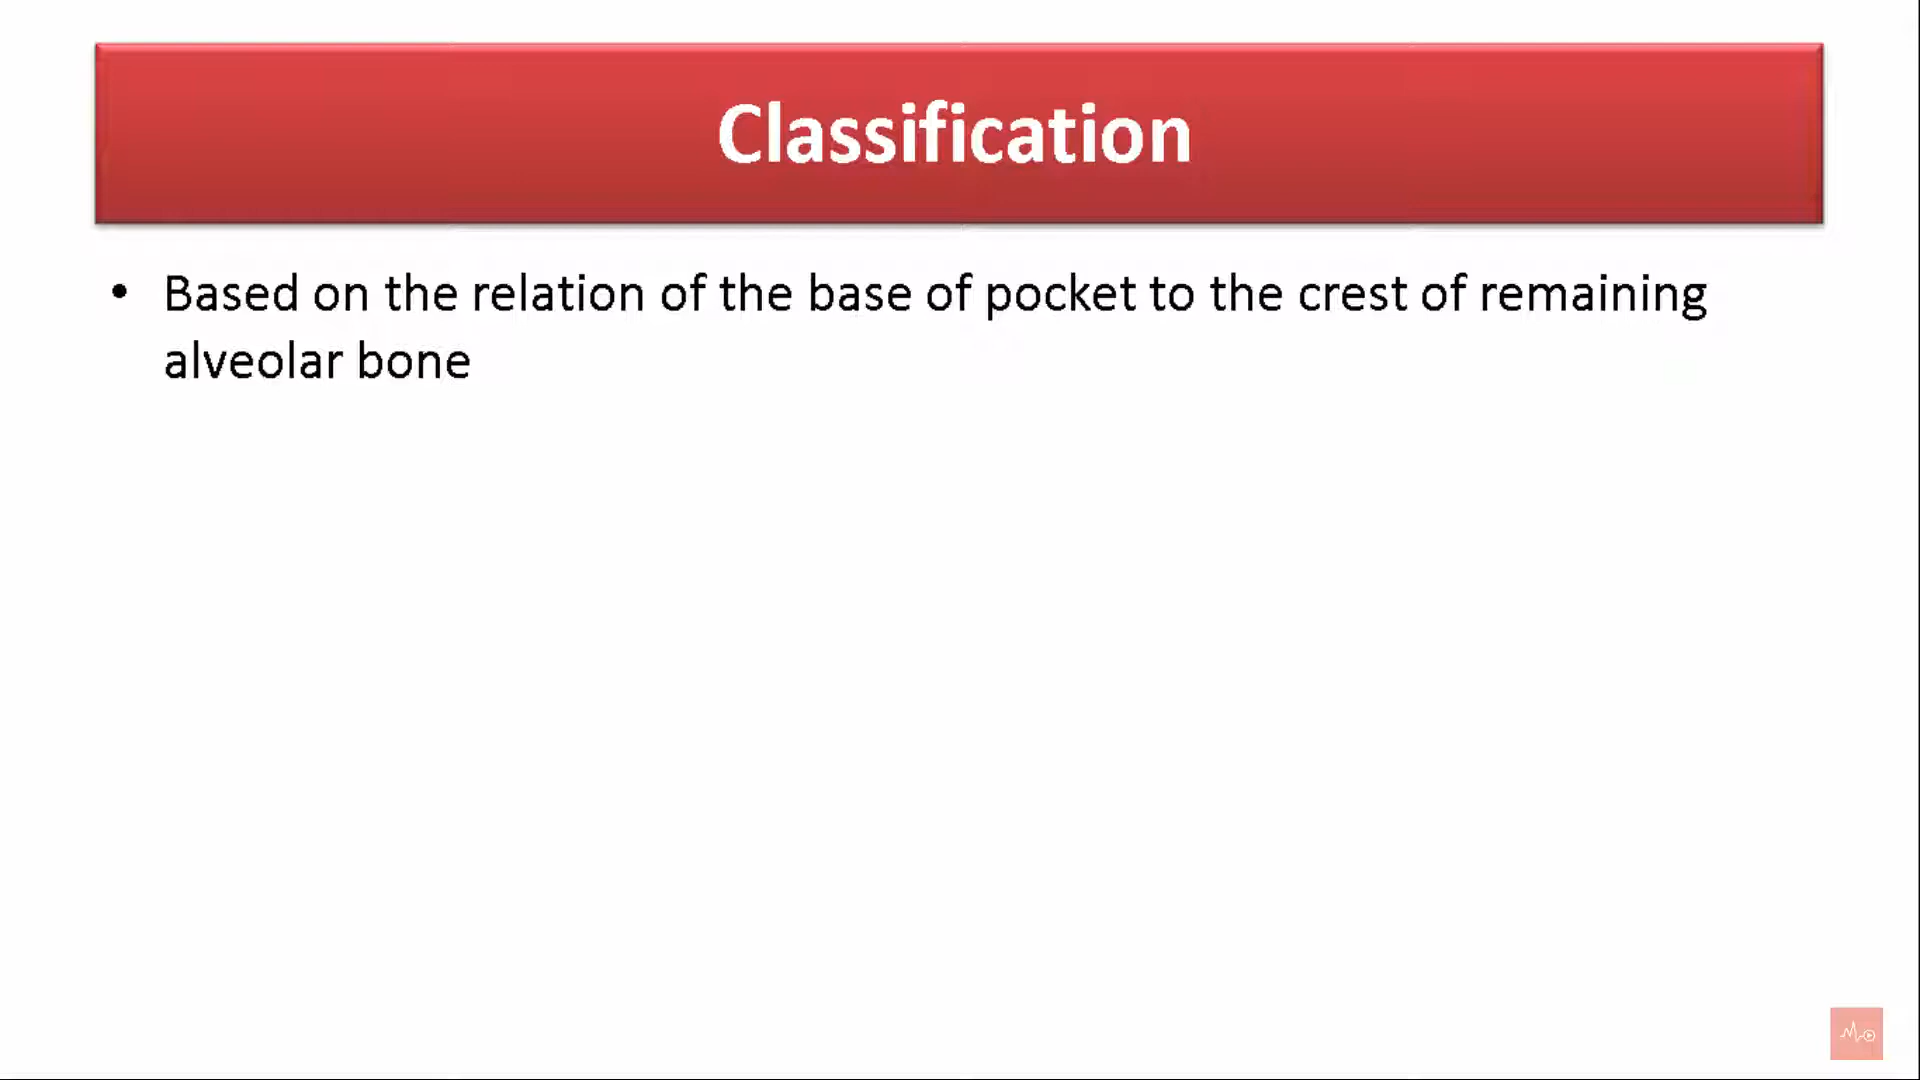 Classification
• Based on the relation of the base of pocket to the crest of remaining
alveolar bone